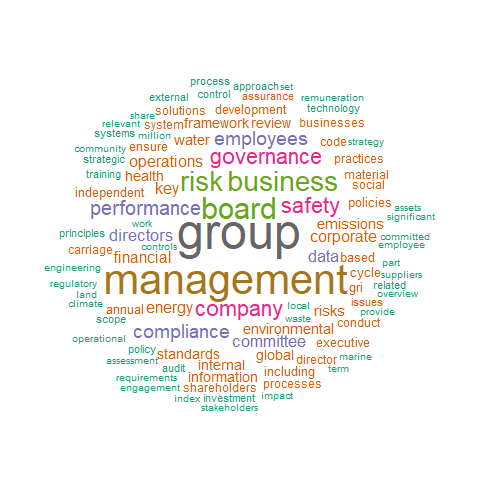 process
approach set
external control assurance remuneration
solutions development technology
share
relevant system framework review businesses
systems million water employees code strategy
community ensure governance practices
strategic operations material
training health key risk business social
independent board safety policies assets
performance significant
work group emissions
principles directors corporate committed
carriage controls data based employee
financial part
engineering management cycle suppliers
regulatory gri related
land overview
climate annual energy company local risks issues provide
scope waste conduct
operational compliance environmental
committee executive
policy standards global director marine
assessment audit internal term
requirements information including
engagement shareholders processes
index investment impact
stakeholders